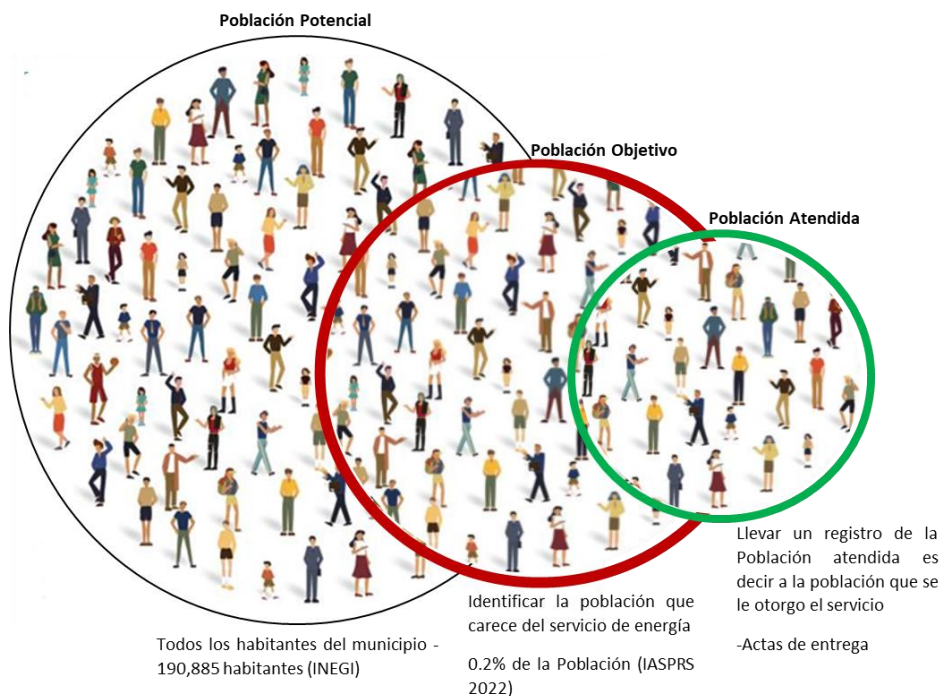 Población Potencial
Población Objetivo
Población Atendida
Todos los habitantes del municipio -
190,885 habitantes (INEGI)
Identificar la población que
carece del servicio de energía
0.2% de la Población (IASPRS
2022)
Llevar un registro de la
Población atendida es
decir a la población que se
le otorgo el servicio
-Actas de entrega